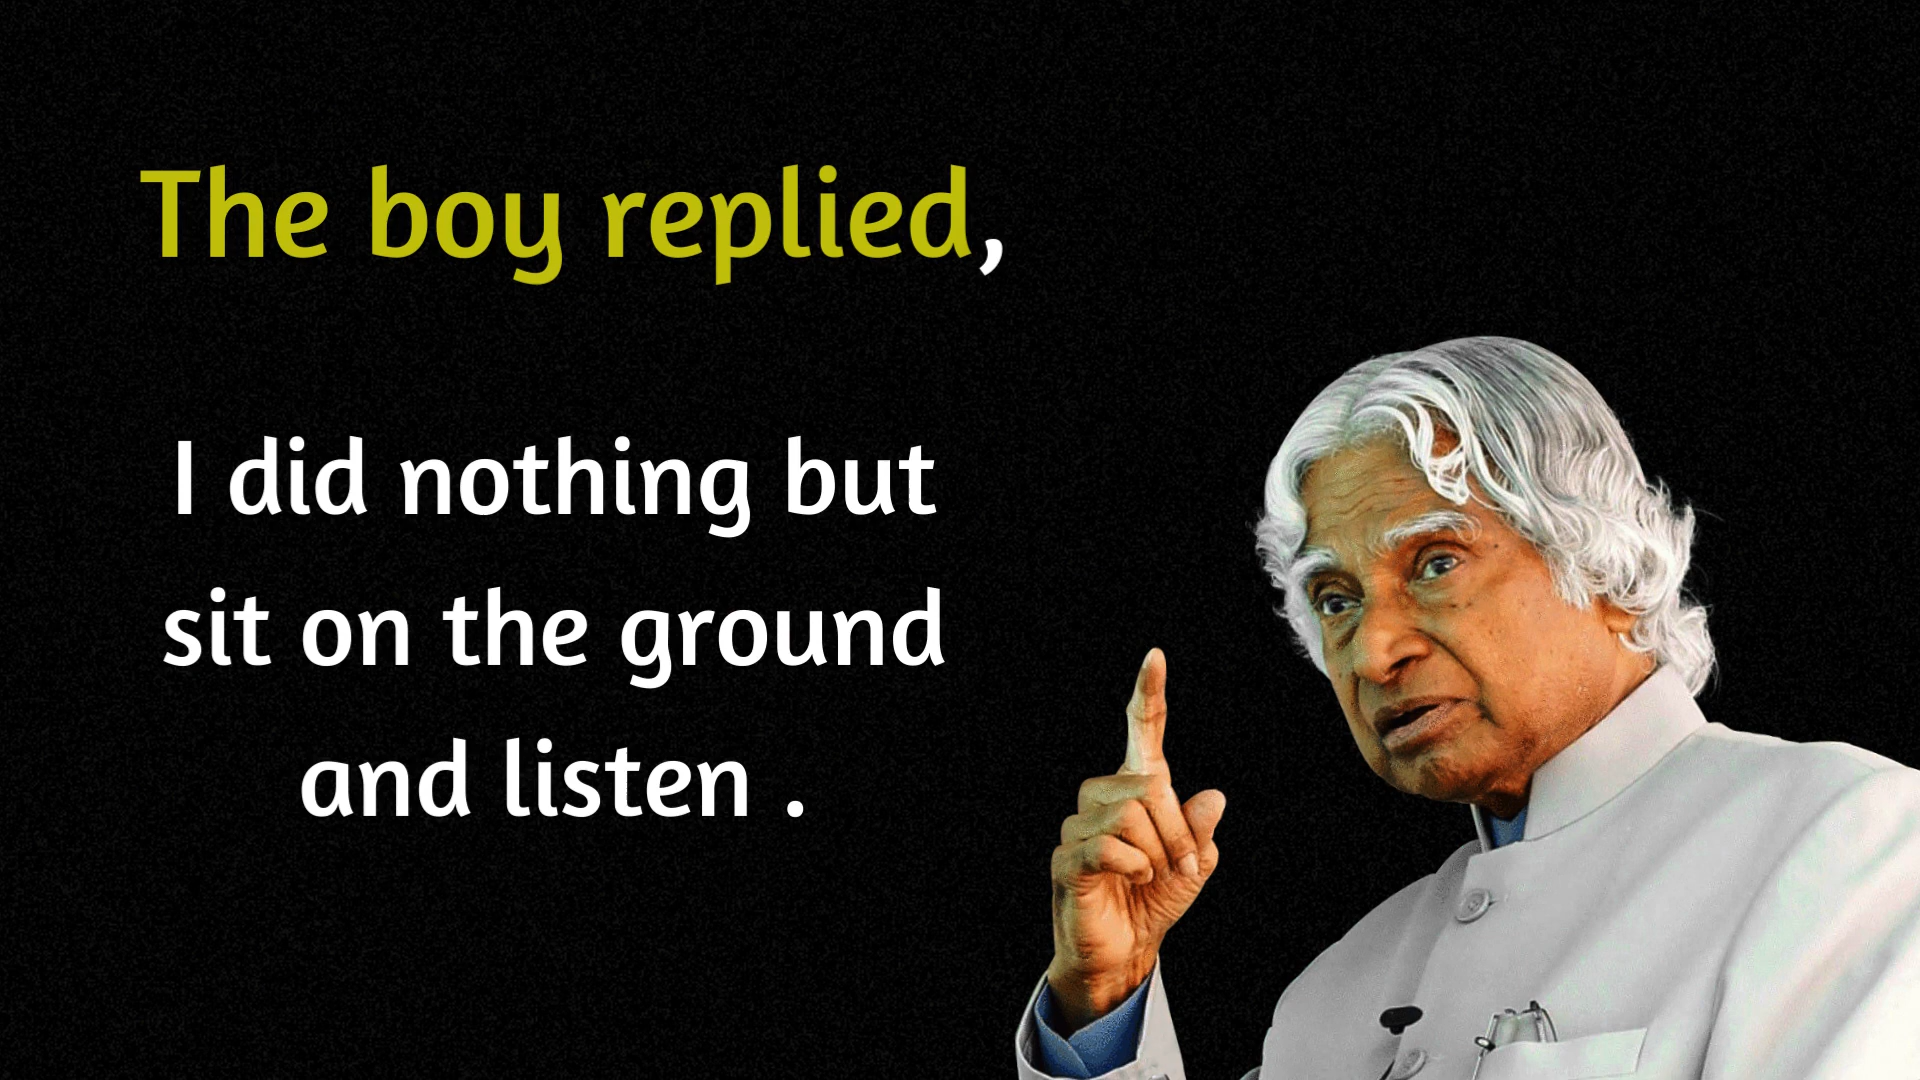 The boy replied,
I did nothing but
sit on the ground
and listen .